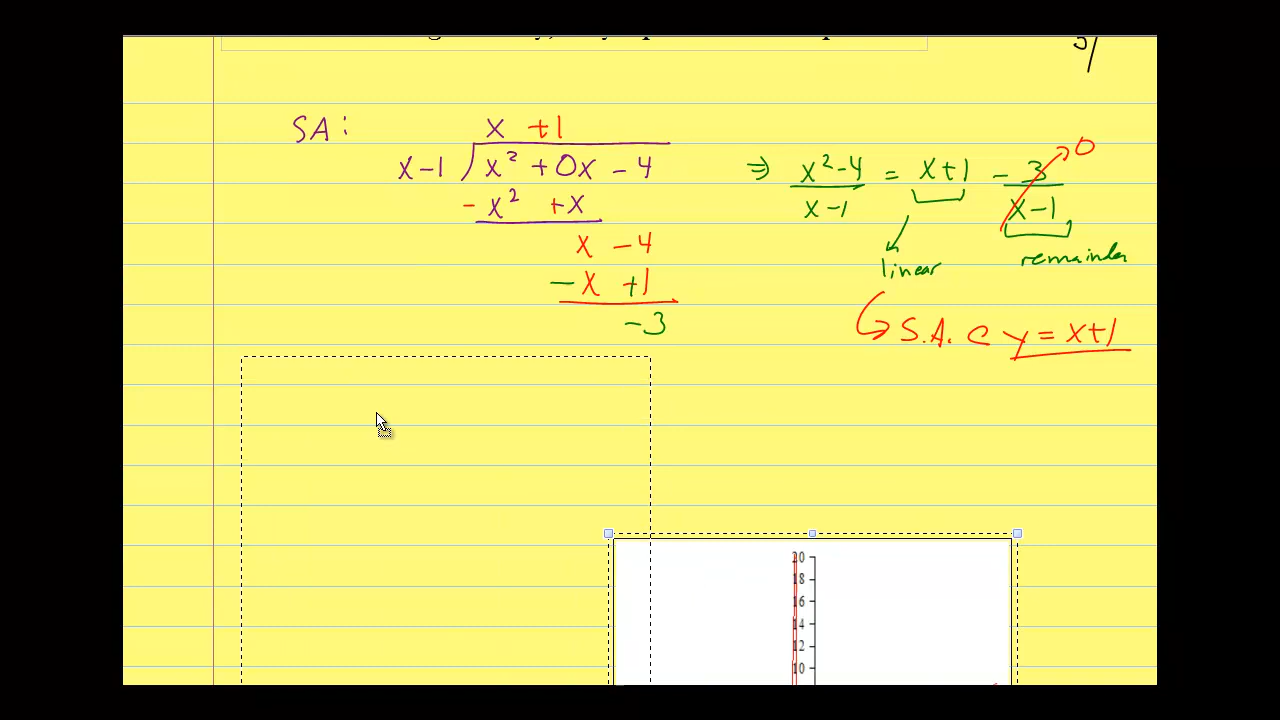 SA:
x +1
x-1 x² +0x -4
- x² +x
x -4
- x +1
-3
⇒ x²-4 / x-1 = x+1 - 3 / x-1 → 0
linear
remainder
S.A. @ y = x+1
20
18
16
14
12
10